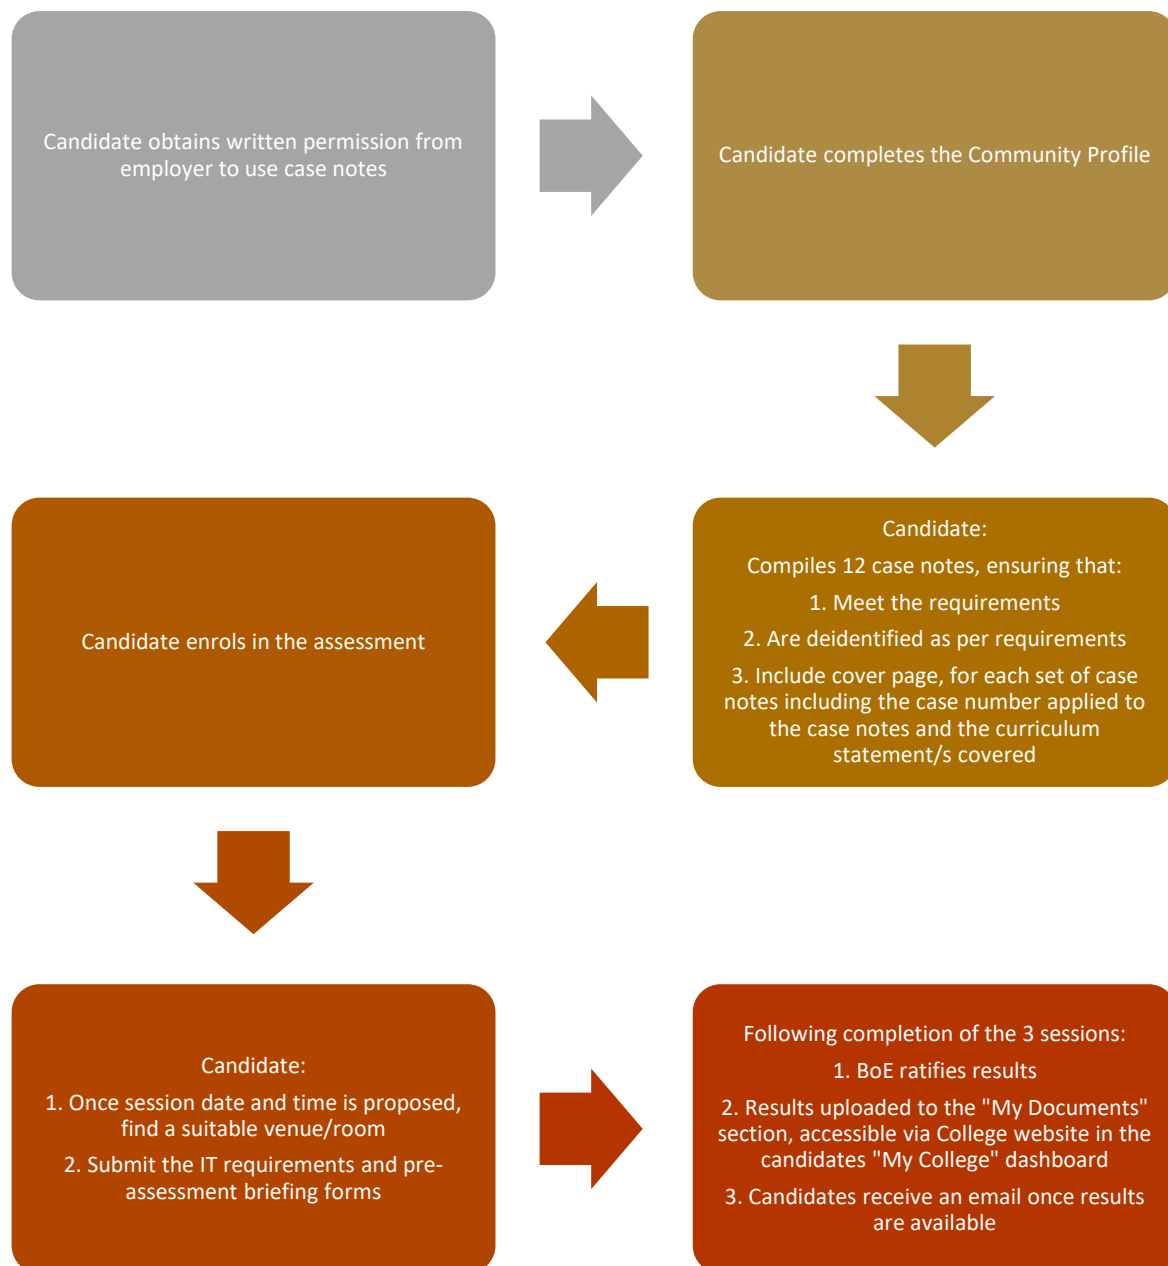 Candidate obtains written permission from
employer to use case notes
Candidate completes the Community Profile
Candidate:
Compiles 12 case notes, ensuring that:
1. Meet the requirements
2. Are deidentified as per requirements
3. Include cover page, for each set of case
notes including the case number applied to
the case notes and the curriculum
statement/s covered
Candidate enrols in the assessment
Candidate:
1. Once session date and time is proposed,
find a suitable venue/room
2. Submit the IT requirements and pre-
assessment briefing forms
Following completion of the 3 sessions:
1. BoE ratifies results
2. Results uploaded to the "My Documents"
section, accessible via College website in the
candidates "My College" dashboard
3. Candidates receive an email once results
are available